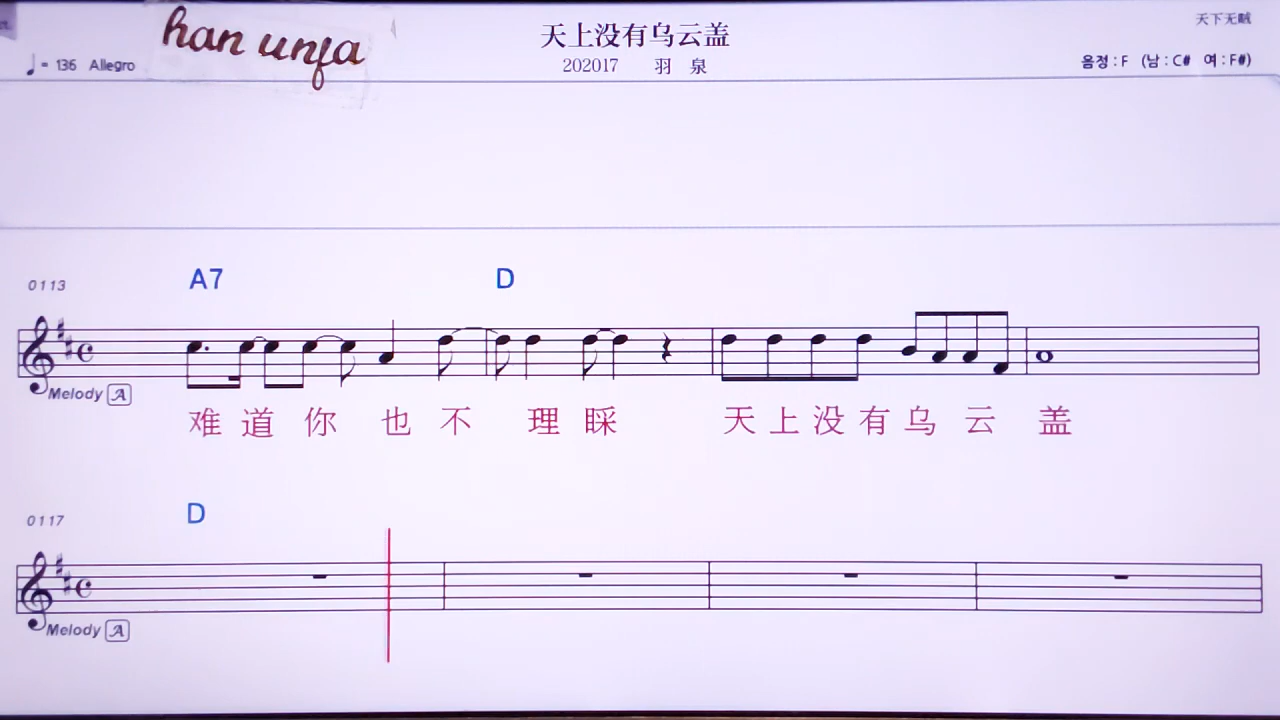 han unfa
天上没有乌云盖
天下无贼
♩= 136 Allegro
202017 羽 泉
음정 : F (남 : C# 여 : F#)
0113
A7 D
Melody A
难道你也不理睬 天上没有乌云盖
0117
D
Melody A